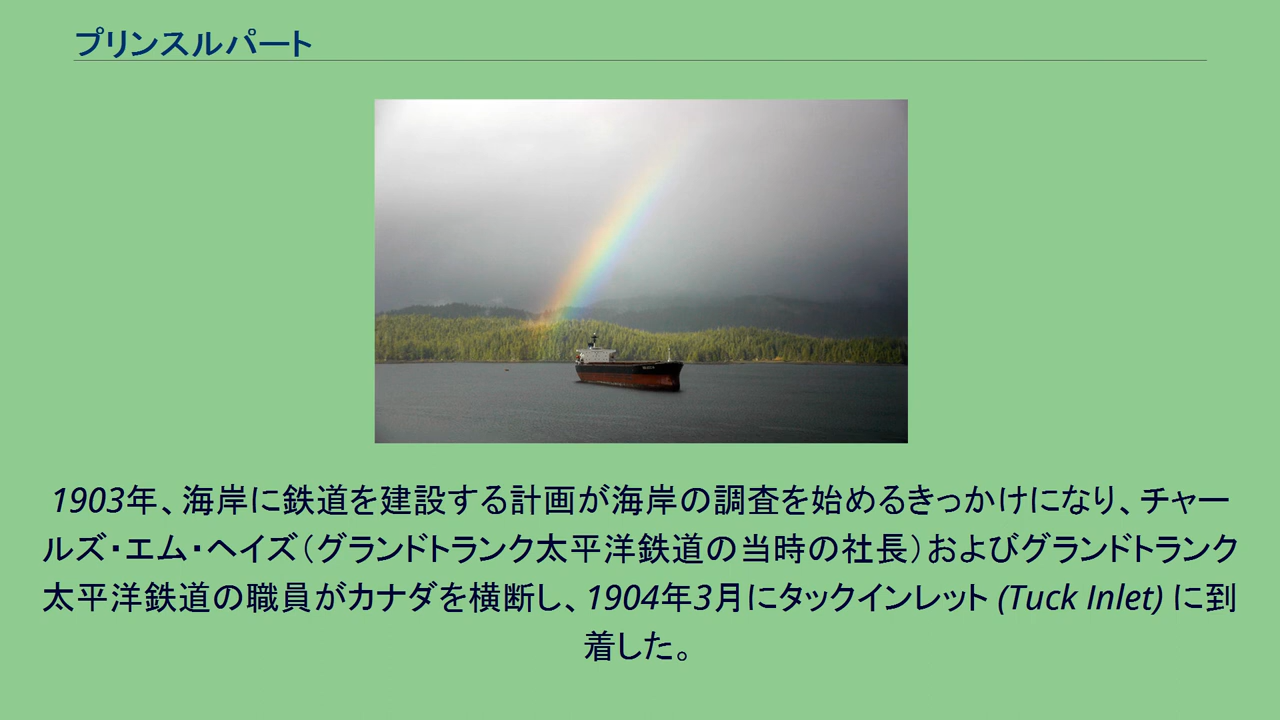 プリンスルパート
1903年、海岸に鉄道を建設する計画が海岸の調査を始めるきっかけになり、チャー
ルズ・エム・ヘイズ（グランドトランク太平洋鉄道の当時の社長）およびグランドトランク
太平洋鉄道の職員がカナダを横断し、1904年3月にタックインレット (Tuck Inlet) に到
着した。